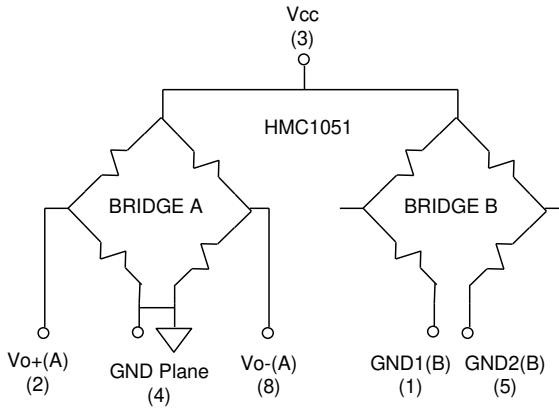 Vcc
(3)
HMC1051
BRIDGE A
BRIDGE B
Vo+(A)
(2)
GND Plane
(4)
Vo-(A)
(8)
GND1(B)
(1)
GND2(B)
(5)